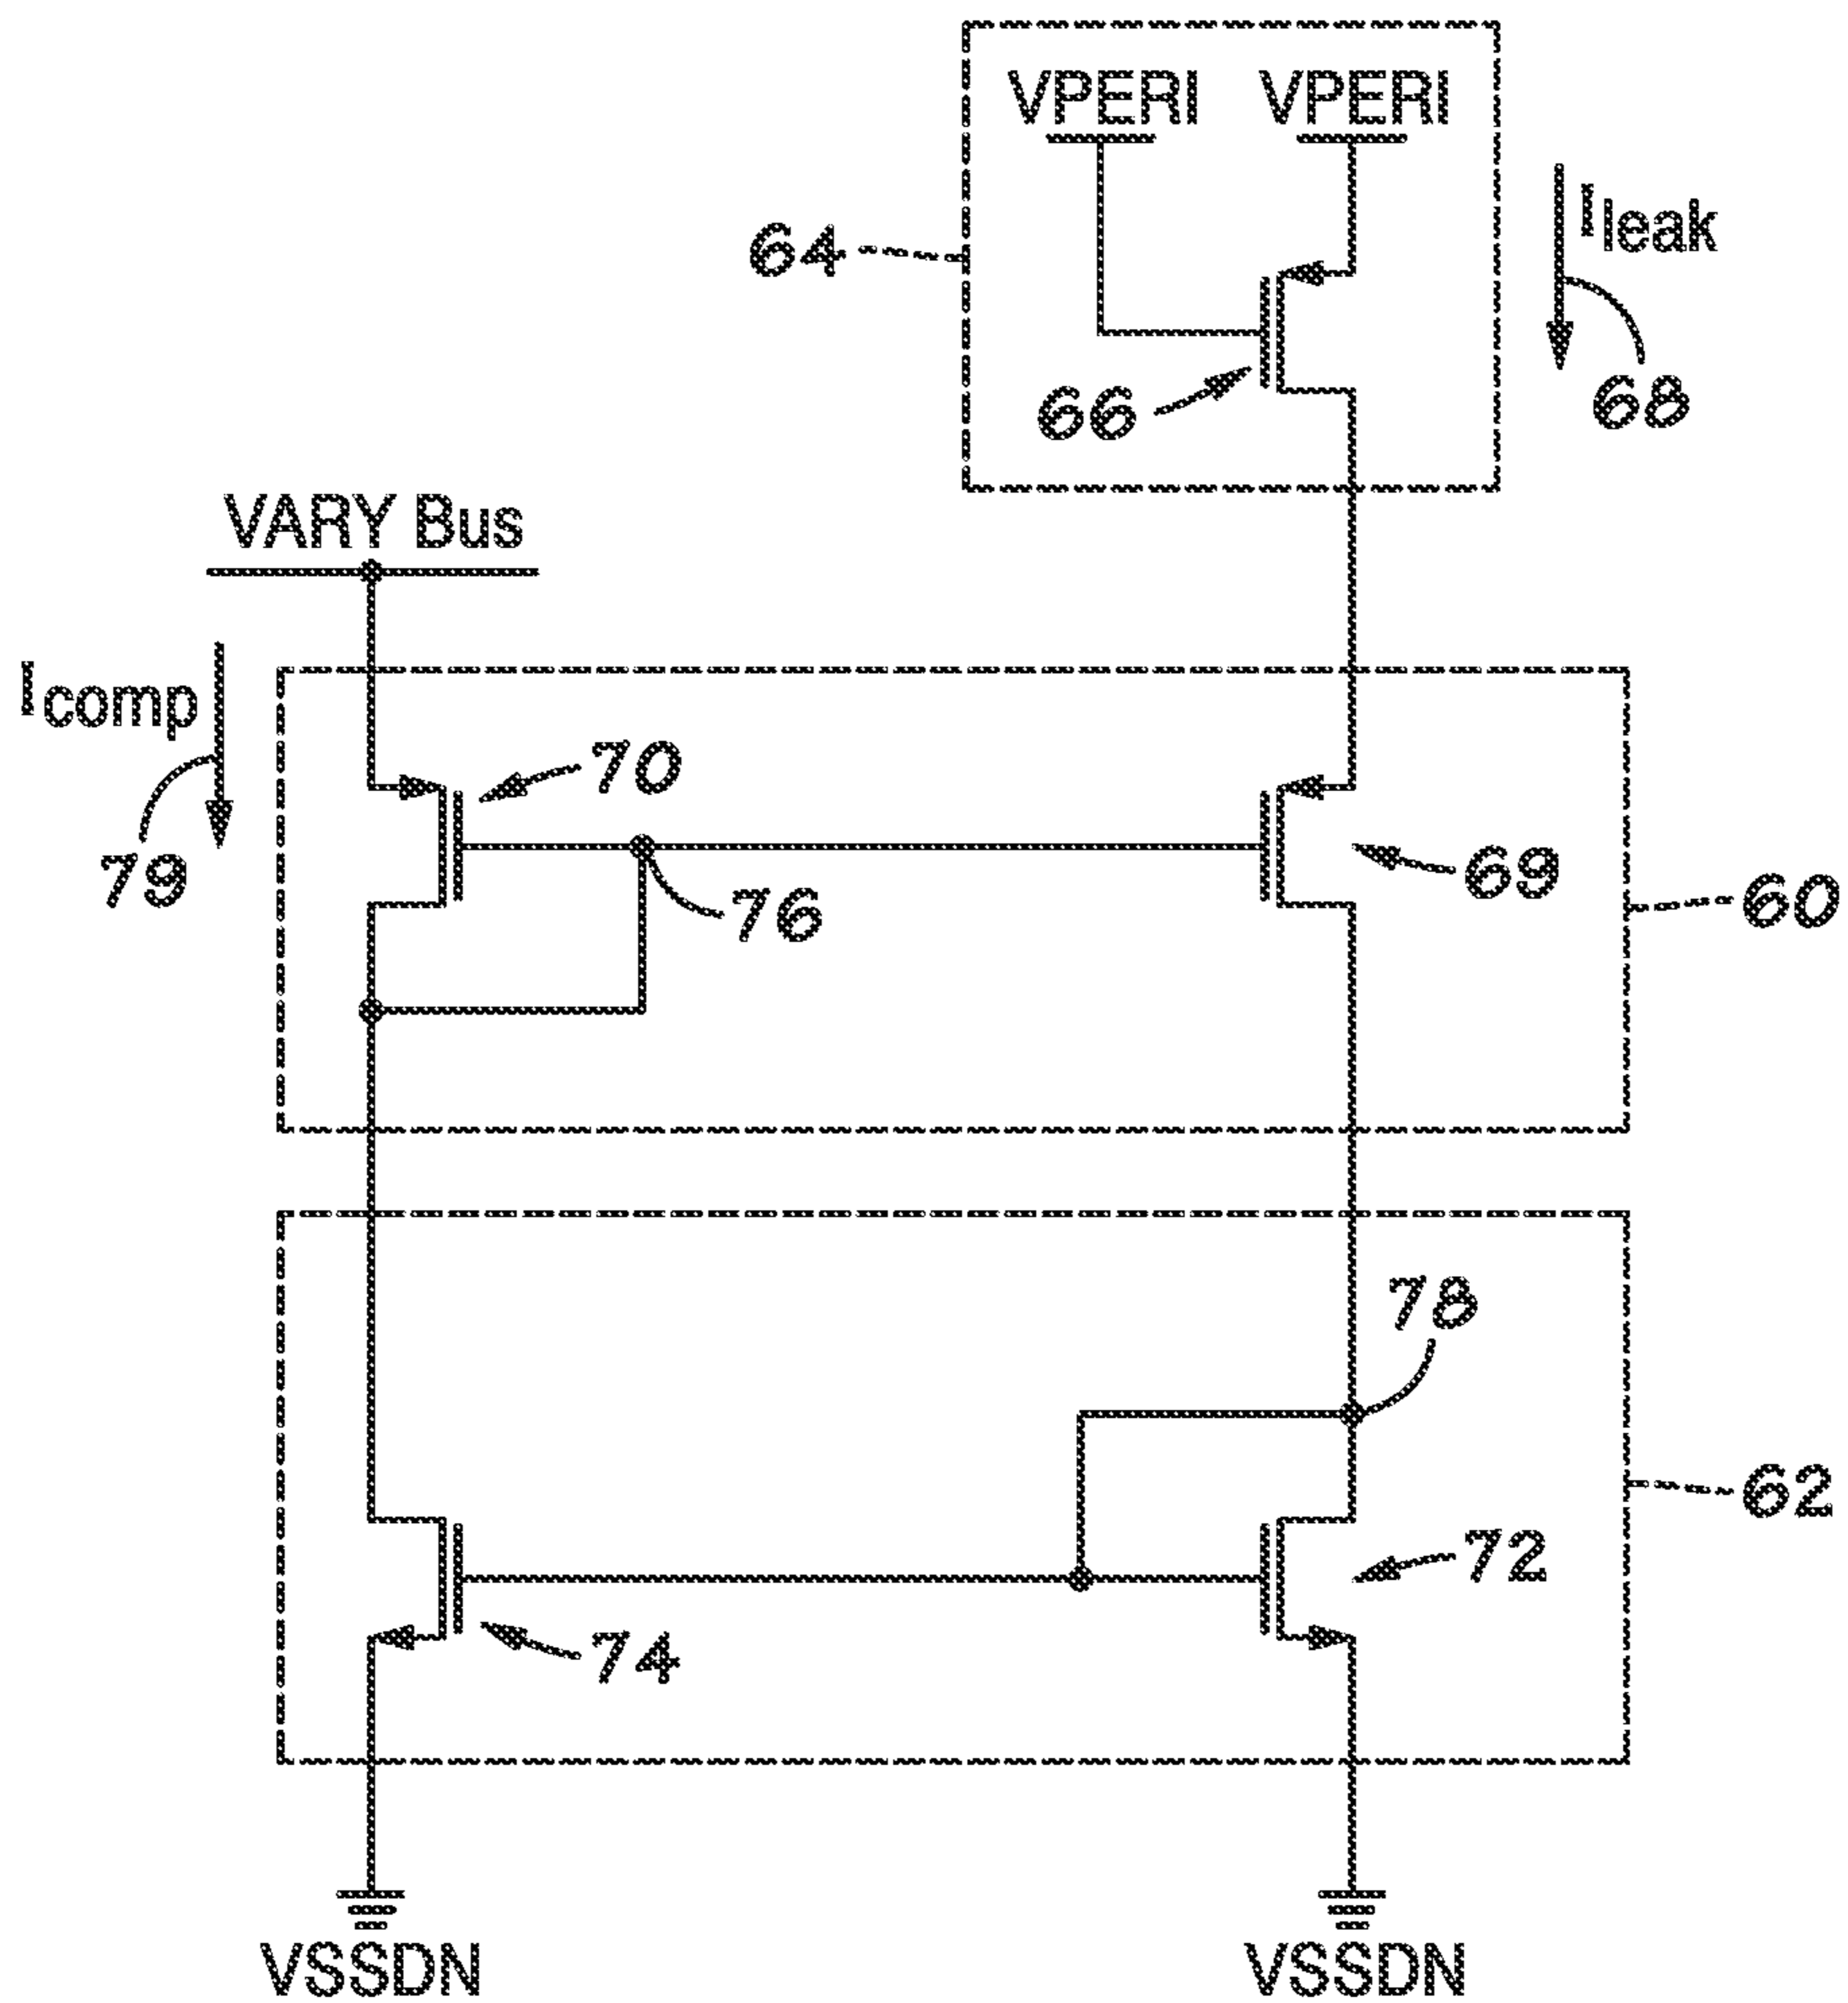 VPERI VPERI
64
Ileak
66
68
VARY Bus
Icomp
70
79
76
69
60
78
62
72
74
VSSDN VSSDN